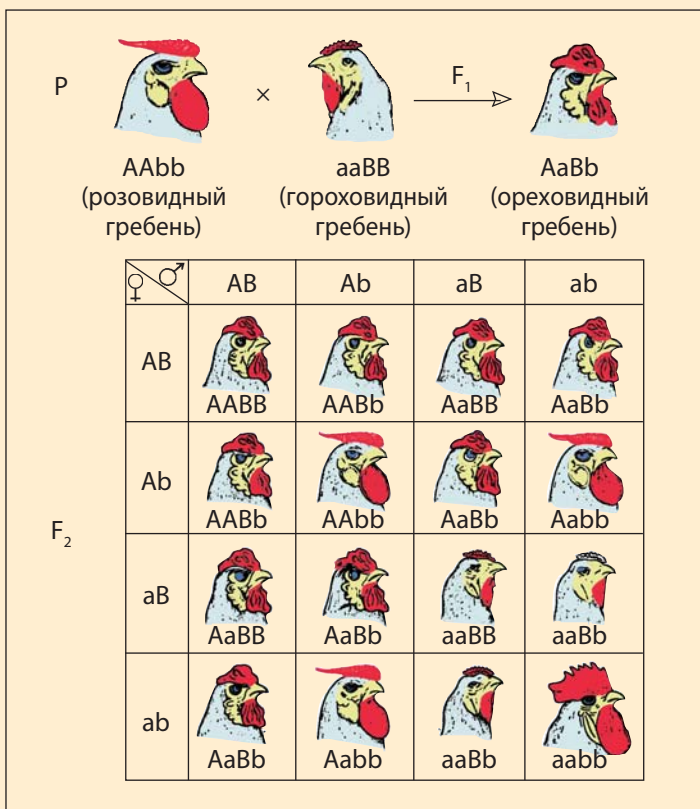 P × F₁
AAbb aaBB AaBb
(розовидный (гороховидный (ореховидный
гребень) гребень) гребень)
♀ ♂ AB Ab aB ab
AB
AABB AABb AaBB AaBb
Ab
AABb AAbb AaBb Aabb
F₂
aB
AaBB AaBb aaBB aaBb
ab
AaBb Aabb aaBb aabb